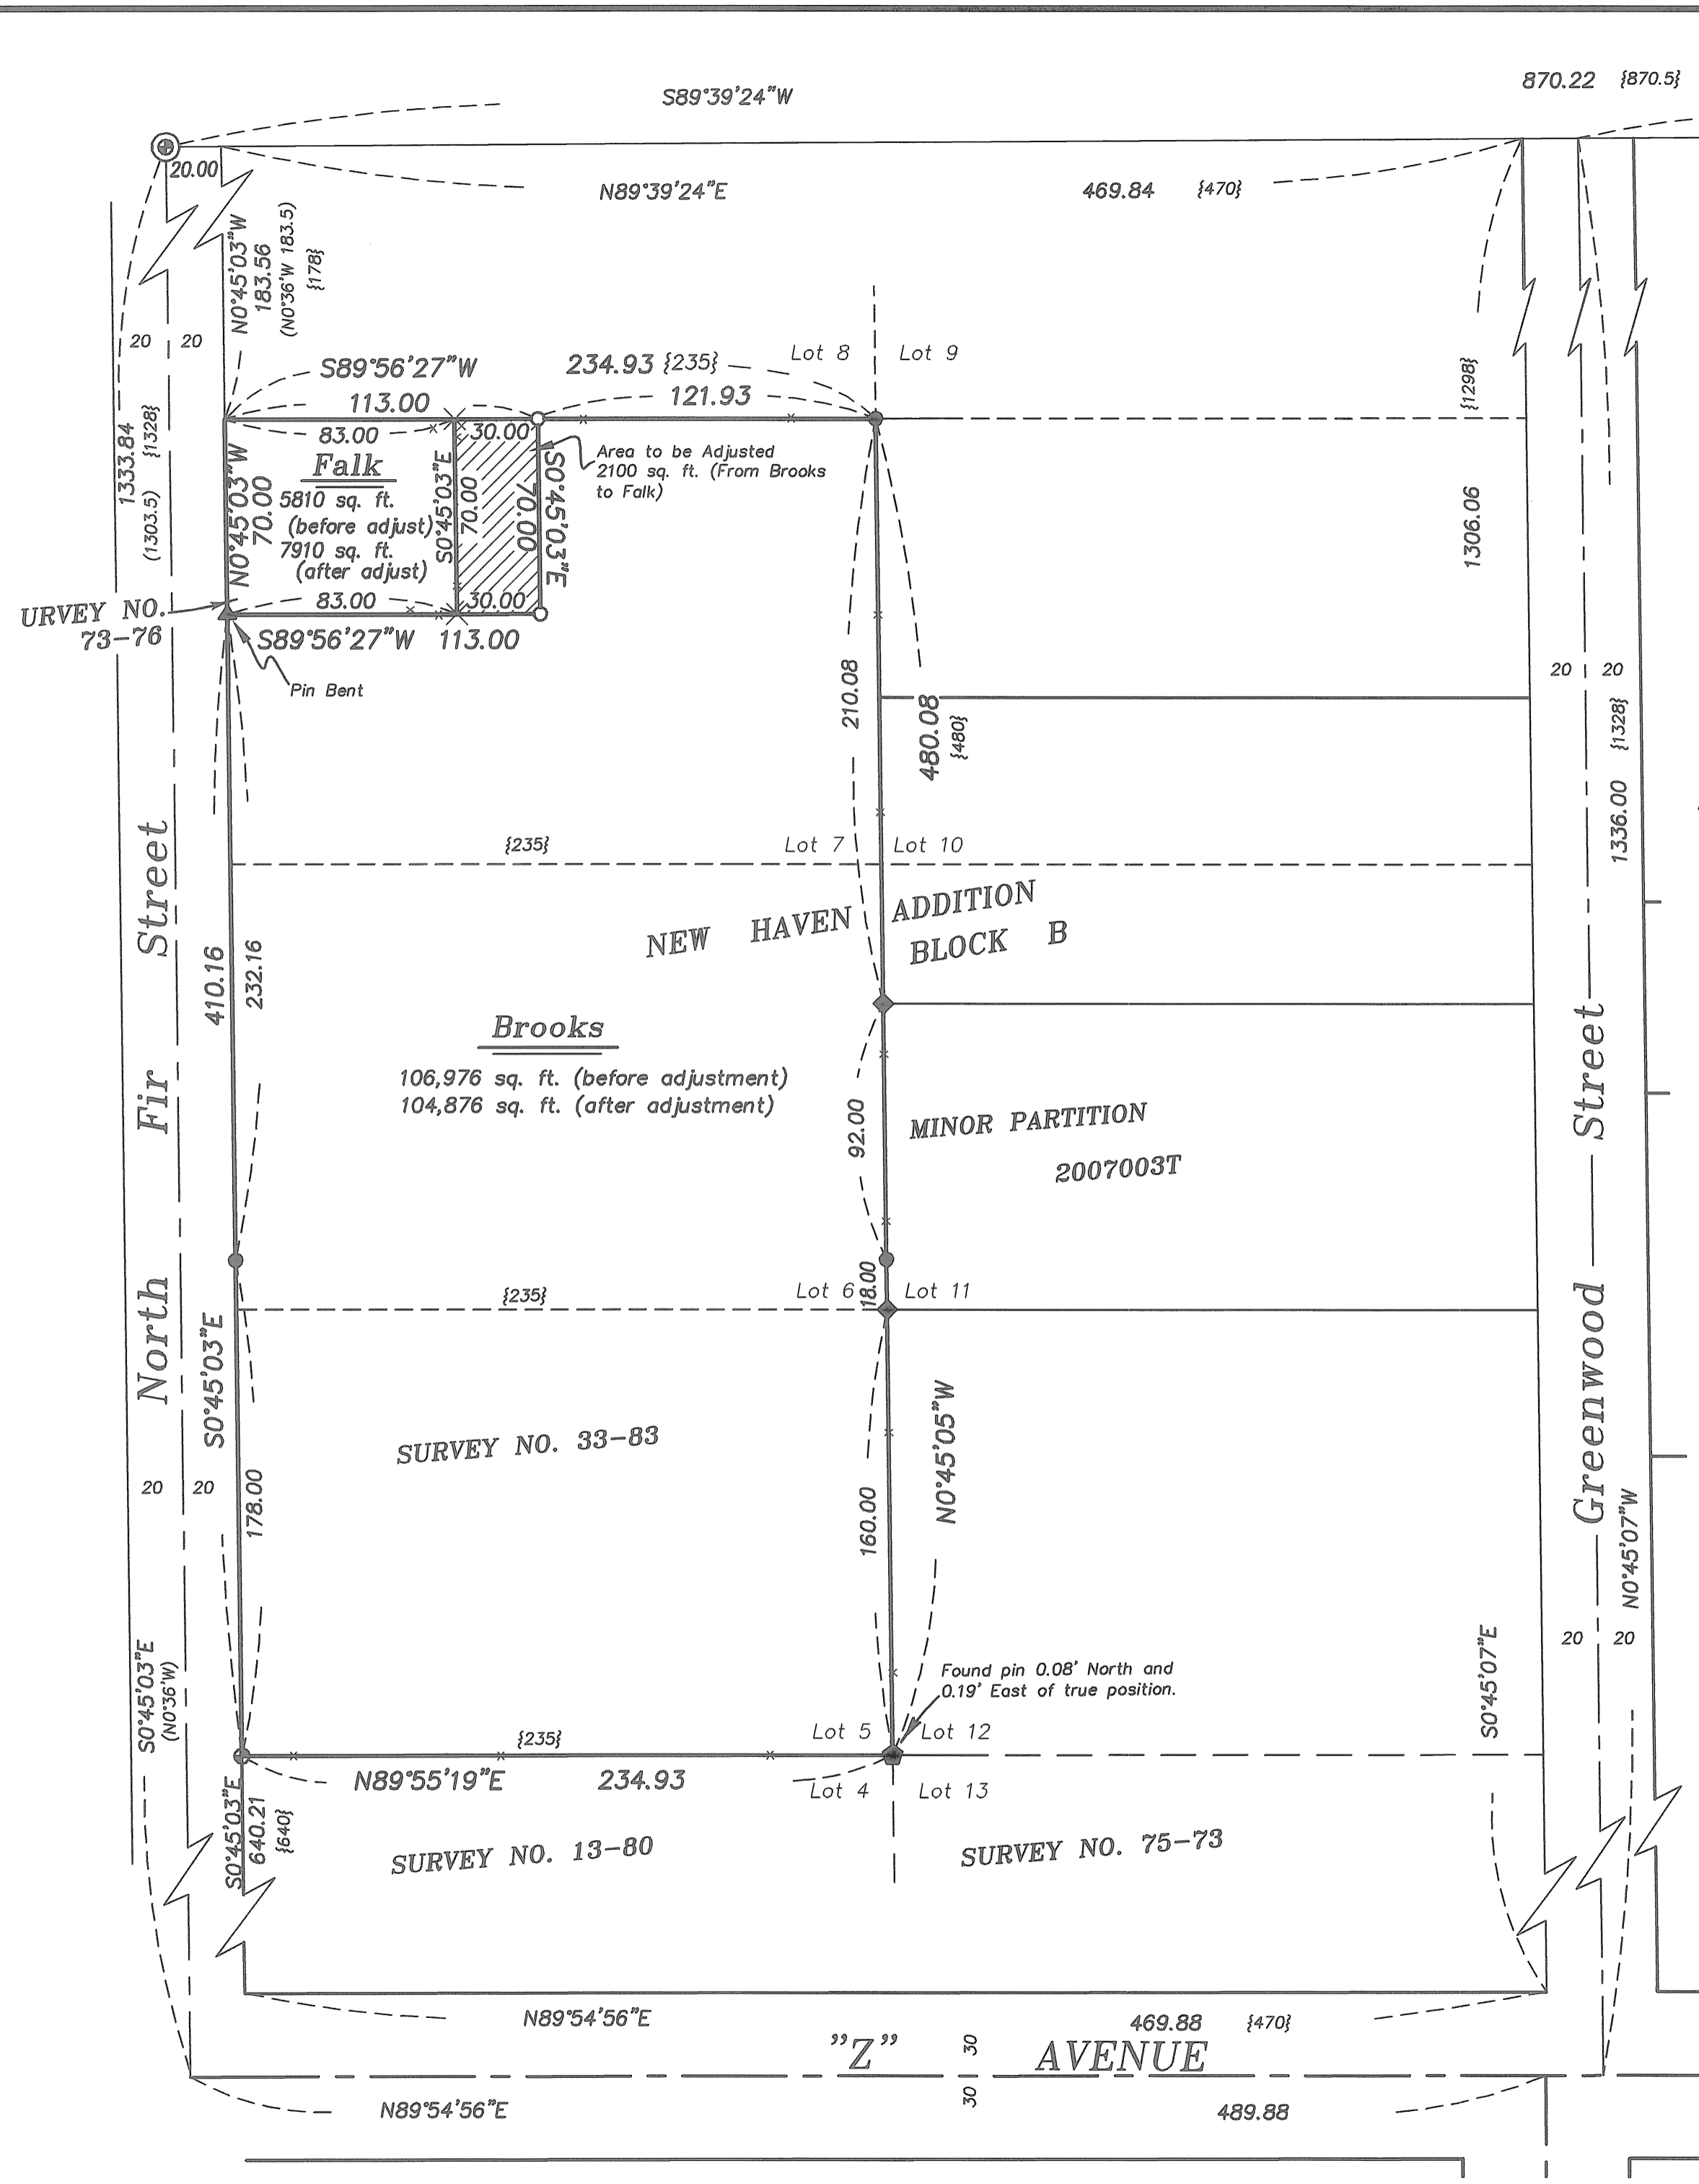 S89°39'24"W
870.22 {870.5}
20.00
N89°39'24"E
469.84 {470}
N0°45'03"W
183.56
(N0°36'W 183.5)
{178}
20 20
1333.84 {1328}
(1303.5)
S89°56'27"W
234.93 {235}
Lot 8
Lot 9
113.00
121.93
{1298}
1306.06
83.00
30.00
Falk
5810 sq. ft.
(before adjust)
7910 sq. ft.
(after adjust)
N0°45'03"W
70.00
S0°45'03"E
70.00
70.00
S0°45'03"E
Area to be Adjusted
2100 sq. ft. (From Brooks
to Falk)
83.00
30.00
URVEY NO.
73-76
S89°56'27"W 113.00
Pin Bent
210.08
480.08
{480}
20 20
1336.00 {1328}
{235}
Lot 7
Lot 10
NEW HAVEN ADDITION
BLOCK B
410.16
232.16
Brooks
106,976 sq. ft. (before adjustment)
104,876 sq. ft. (after adjustment)
92.00
MINOR PARTITION
2007003T
North Fir Street
Greenwood Street
{235}
Lot 6
18.00
Lot 11
S0°45'03"E
178.00
SURVEY NO. 33-83
160.00
N0°45'05"W
20 20
N0°45'07"W
20 20
S0°45'07"E
S0°45'03"E
(N0°36'W)
Found pin 0.08' North and
0.19' East of true position.
{235}
Lot 5
Lot 12
N89°55'19"E
234.93
Lot 4
Lot 13
S0°45'03"E
640.21
{640}
SURVEY NO. 13-80
SURVEY NO. 75-73
N89°54'56"E
469.88 {470}
"Z" AVENUE
30
30
N89°54'56"E
489.88